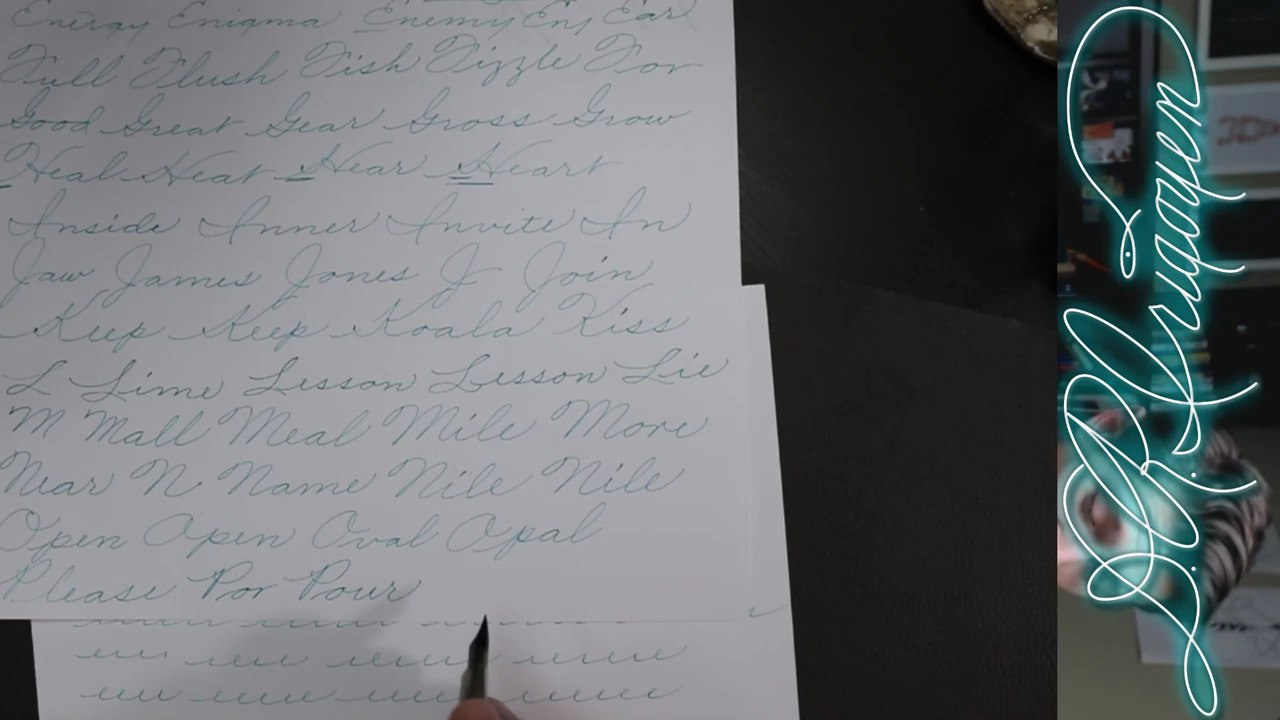 Energy Enigma Enemy Enj Ear
Full Flush Fish Fizzle For
Good Great Gear Gross Grow
Heal Heat Hear Heart
Inside Inner Invite In
Jaw James Jones J Join
Keep Keep Koala Kiss
L Lime Lesson Lesson Lie
M Mall Meal Mile More
Near N Name Nile Nile
Open Open Oval Opal
Please Por Pour